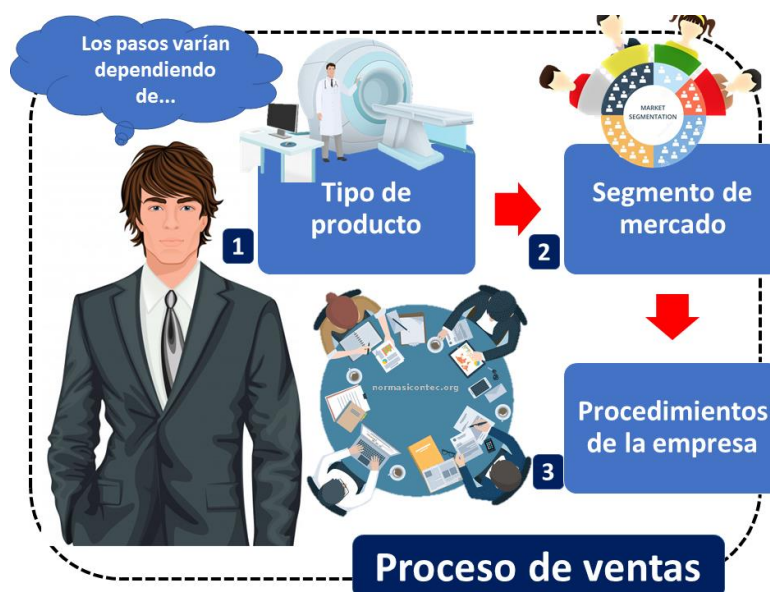 Los pasos varían
dependiendo
de...
MARKET
SEGMENTATION
1
Tipo de
producto
2
Segmento de
mercado
normasicontec.org
3
Procedimientos
de la empresa
Proceso de ventas